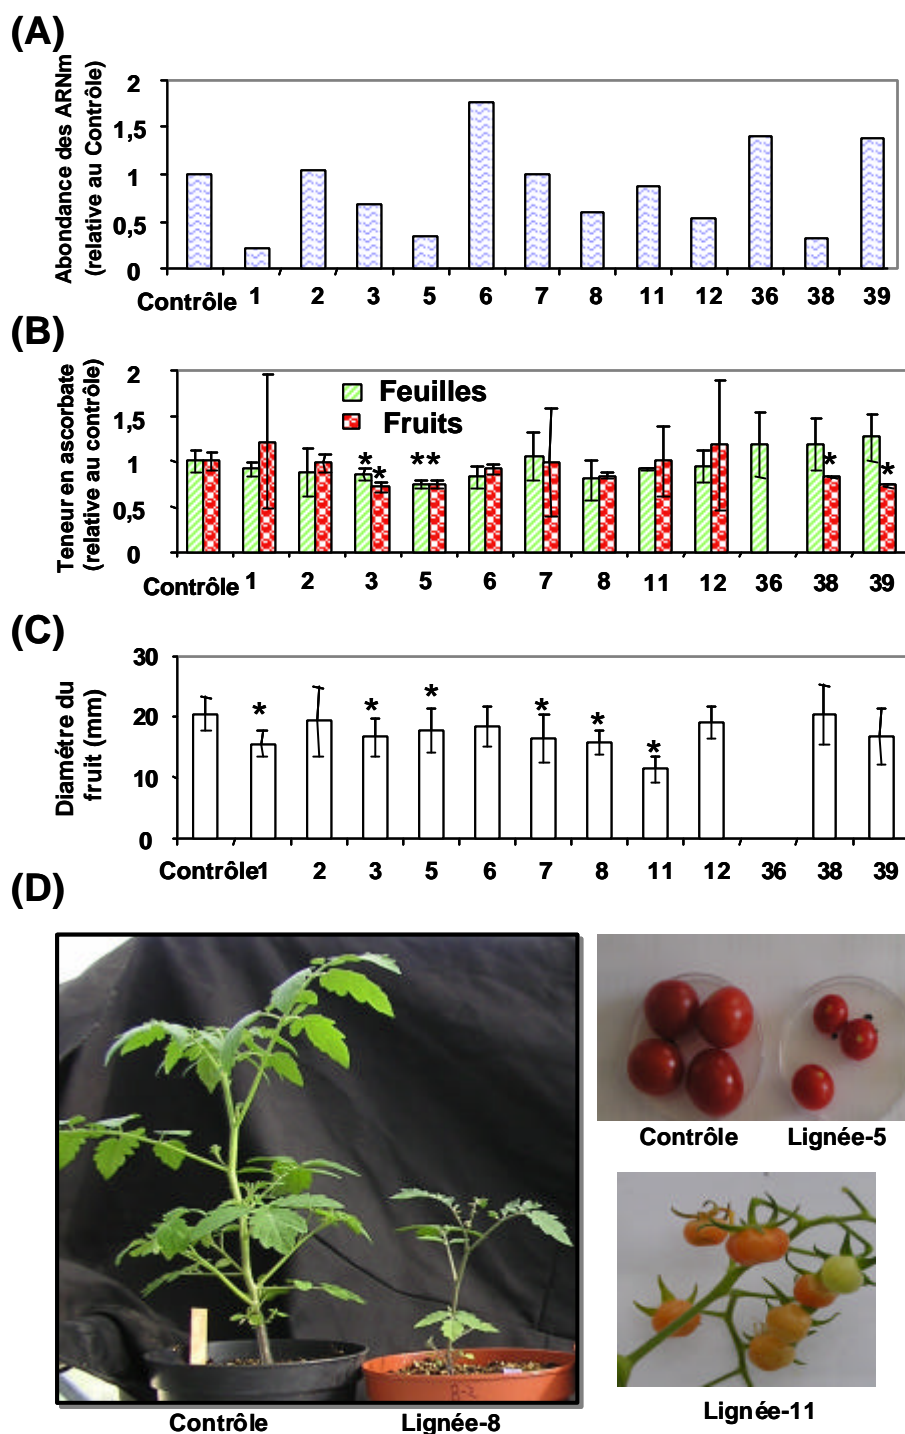 (A)
Abondance des ARNm
(relative au Contrôle)
2
1,5
1
0,5
0
Contrôle 1 2 3 5 6 7 8 11 12 36 38 39
(B)
Teneur en ascorbate
(relative au contrôle)
2
1,5
1
0,5
0
Feuilles
Fruits
* * * * * *
Contrôle 1 2 3 5 6 7 8 11 12 36 38 39
(C)
Diamétre du
fruit (mm)
30
20
10
0
* * * * * *
Contrôle1 2 3 5 6 7 8 11 12 36 38 39
(D)
Contrôle Lignée-5
Contrôle Lignée-8
Lignée-11